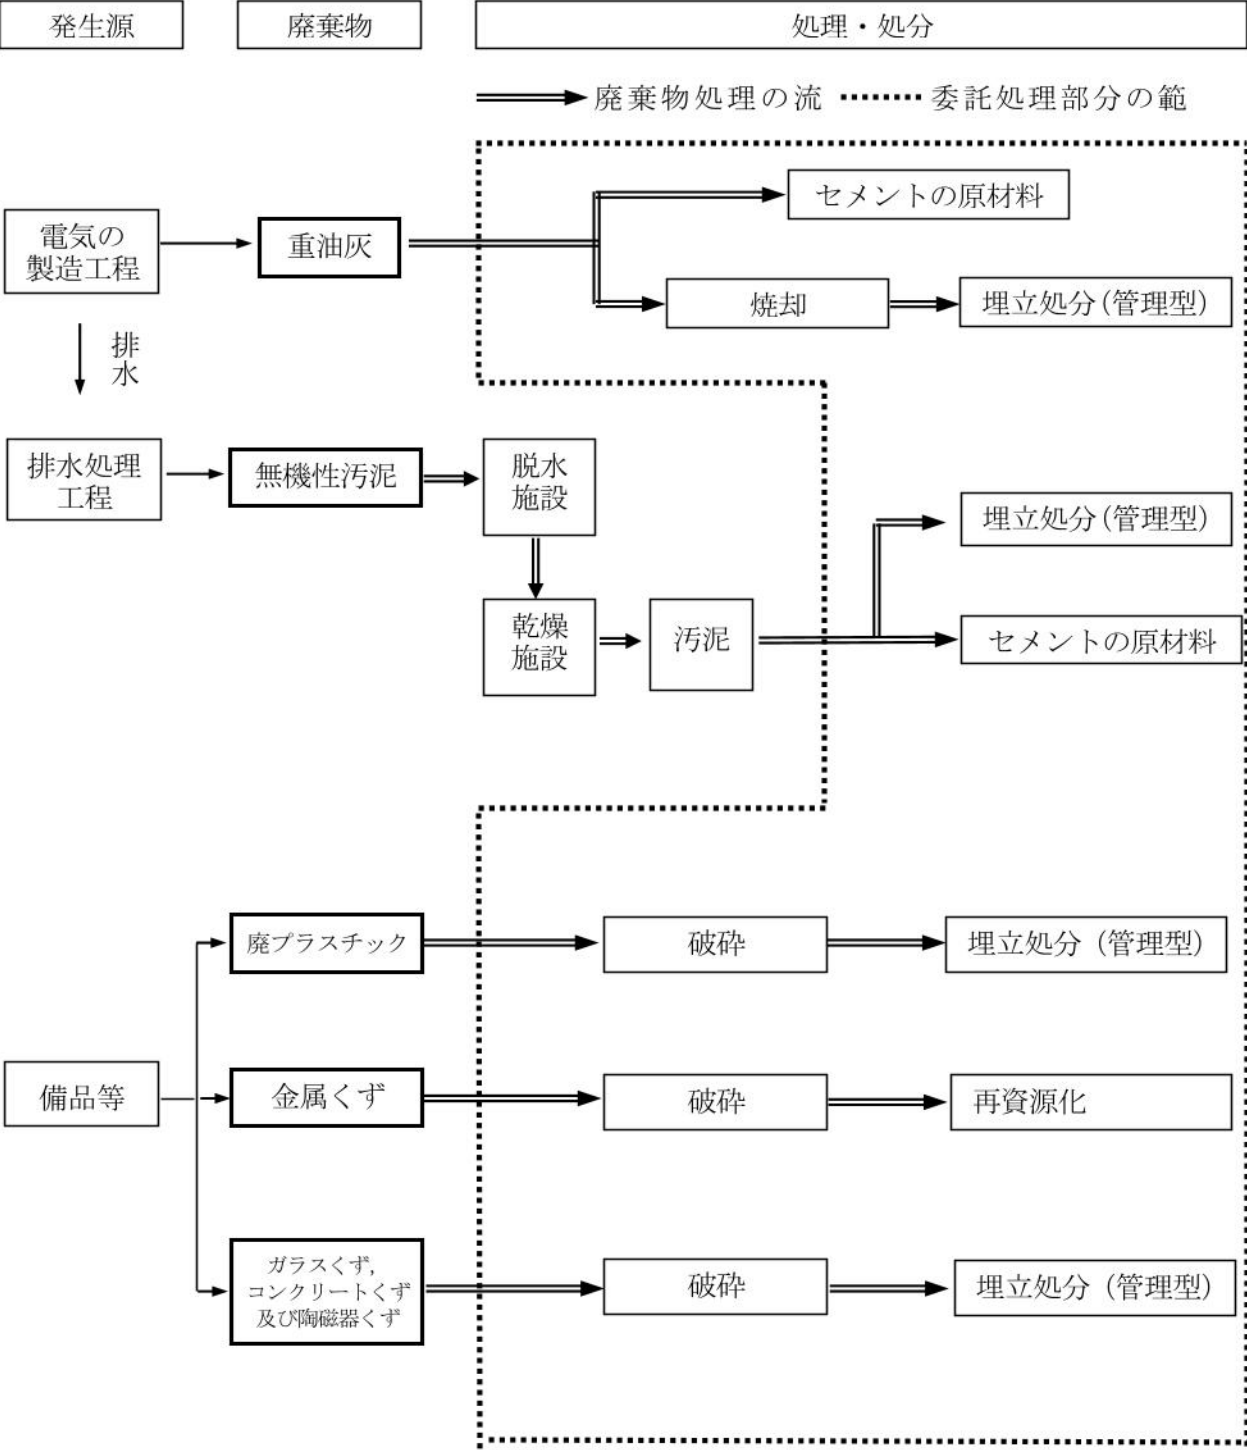 発生源
廃棄物
処理・処分
廃棄物処理の流
委託処理部分の範
電気の
製造工程
重油灰
セメントの原材料
焼却
埋立処分(管理型)
排
水
排水処理
工程
無機性汚泥
脱水
施設
乾燥
施設
汚泥
埋立処分(管理型)
セメントの原材料
備品等
廃プラスチック
破砕
埋立処分（管理型）
金属くず
破砕
再資源化
ガラスくず,
コンクリートくず
及び陶磁器くず
破砕
埋立処分（管理型）